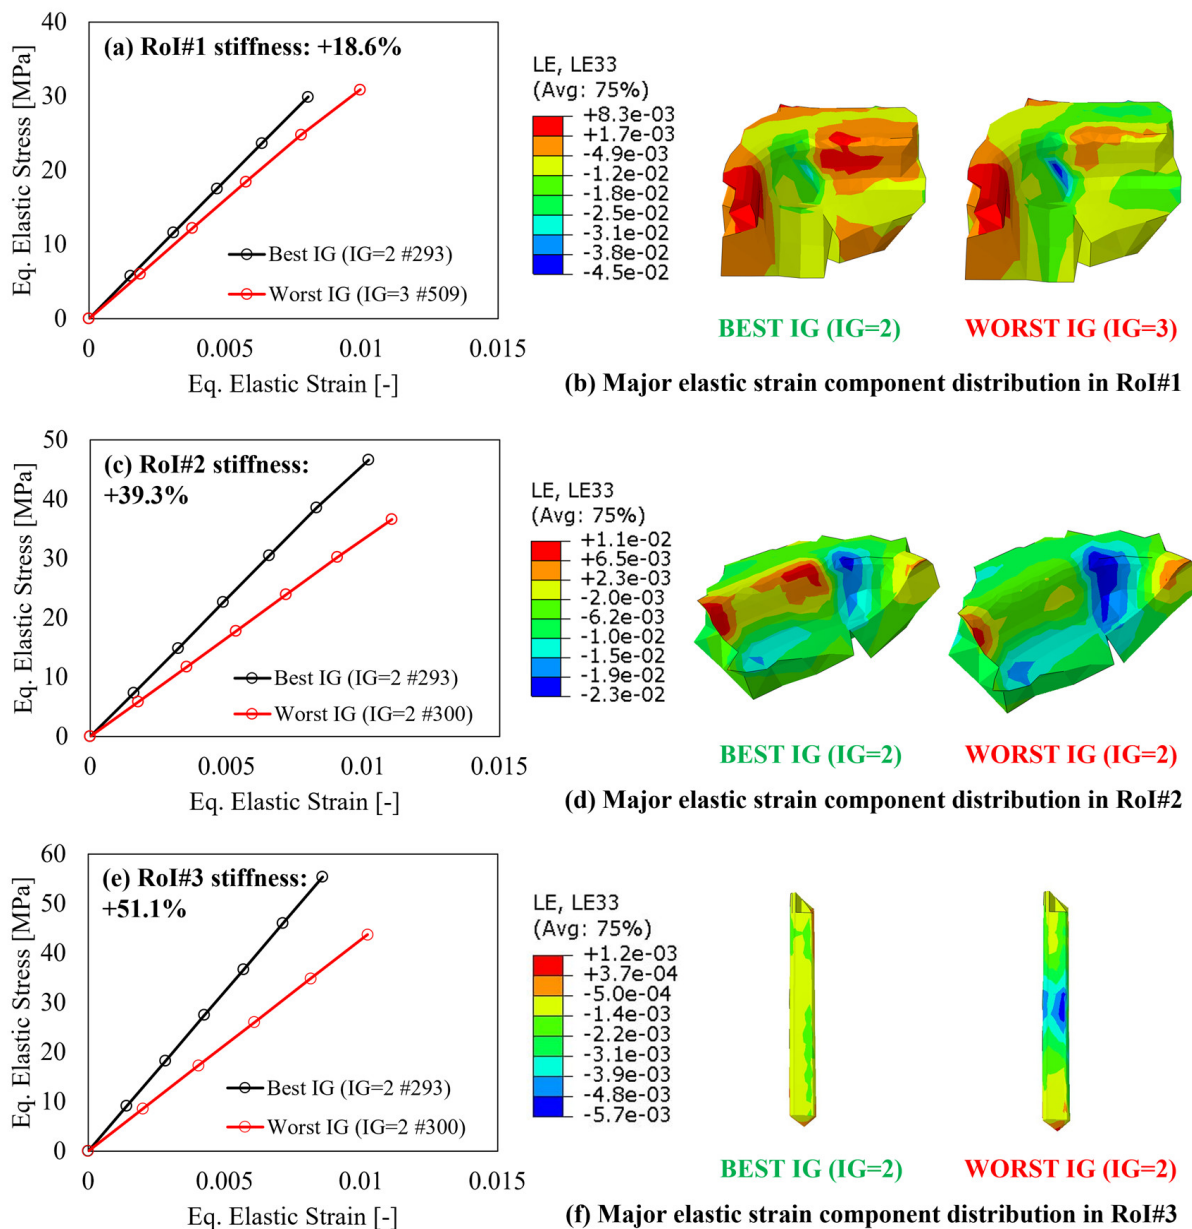 40
30
20
10
0
Eq. Elastic Stress [MPa]
(a) RoI#1 stiffness: +18.6%
Best IG (IG=2 #293)
Worst IG (IG=3 #509)
0 0.005 0.01 0.015
Eq. Elastic Strain [-]
LE, LE33
(Avg: 75%)
+8.3e-03
+1.7e-03
-4.9e-03
-1.2e-02
-1.8e-02
-2.5e-02
-3.1e-02
-3.8e-02
-4.5e-02
BEST IG (IG=2)
WORST IG (IG=3)
(b) Major elastic strain component distribution in RoI#1
50
40
30
20
10
0
Eq. Elastic Stress [MPa]
(c) RoI#2 stiffness:
+39.3%
Best IG (IG=2 #293)
Worst IG (IG=2 #300)
0 0.005 0.01 0.015
Eq. Elastic Strain [-]
LE, LE33
(Avg: 75%)
+1.1e-02
+6.5e-03
+2.3e-03
-2.0e-03
-6.2e-03
-1.0e-02
-1.5e-02
-1.9e-02
-2.3e-02
BEST IG (IG=2)
WORST IG (IG=2)
(d) Major elastic strain component distribution in RoI#2
60
50
40
30
20
10
0
Eq. Elastic Stress [MPa]
(e) RoI#3 stiffness:
+51.1%
Best IG (IG=2 #293)
Worst IG (IG=2 #300)
0 0.005 0.01 0.015
Eq. Elastic Strain [-]
LE, LE33
(Avg: 75%)
+1.2e-03
+3.7e-04
-5.0e-04
-1.4e-03
-2.2e-03
-3.1e-03
-3.9e-03
-4.8e-03
-5.7e-03
BEST IG (IG=2)
WORST IG (IG=2)
(f) Major elastic strain component distribution in RoI#3